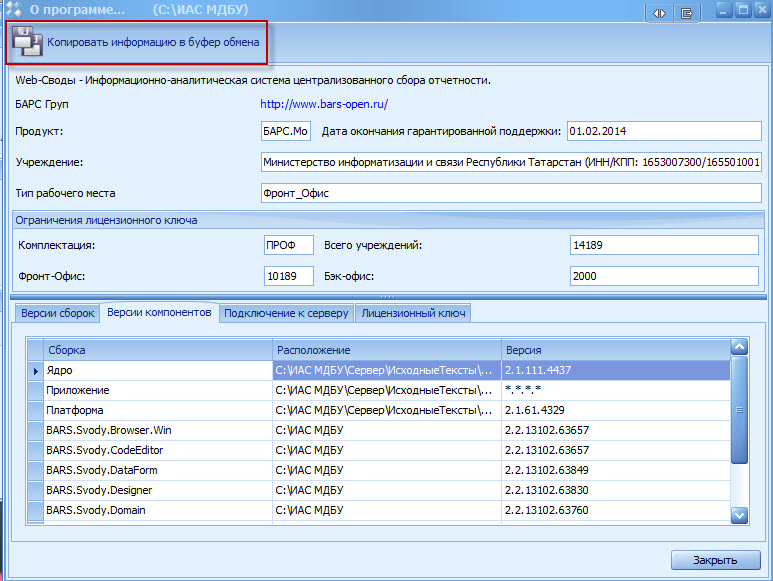 О программе... (C:\ИАС МДБУ)
Копировать информацию в буфер обмена
Web-Своды - Информационно-аналитическая система централизованного сбора отчетности.
БАРС Груп http://www.bars-open.ru/
Продукт: БАРС.Мо Дата окончания гарантированной поддержки: 01.02.2014
Учреждение: Министерство информатизации и связи Республики Татарстан (ИНН/КПП: 1653007300/165501001
Тип рабочего места Фронт_Офис
Ограничения лицензионного ключа
Комплектация: ПРОФ Всего учреждений: 14189
Фронт-Офис: 10189 Бэк-офис: 2000
Версии сборок Версии компонентов Подключение к серверу Лицензионный ключ
Сборка Расположение Версия
Ядро C:\ИАС МДБУ\Сервер\ИсходныеТексты\... 2.1.111.4437
Приложение C:\ИАС МДБУ\Сервер\ИсходныеТексты\... *.*.*.*
Платформа C:\ИАС МДБУ\Сервер\ИсходныеТексты\... 2.1.61.4329
BARS.Svody.Browser.Win C:\ИАС МДБУ 2.2.13102.63657
BARS.Svody.CodeEditor C:\ИАС МДБУ 2.2.13102.63657
BARS.Svody.DataForm C:\ИАС МДБУ 2.2.13102.63849
BARS.Svody.Designer C:\ИАС МДБУ 2.2.13102.63830
BARS.Svody.Domain C:\ИАС МДБУ 2.2.13102.63760
Закрыть